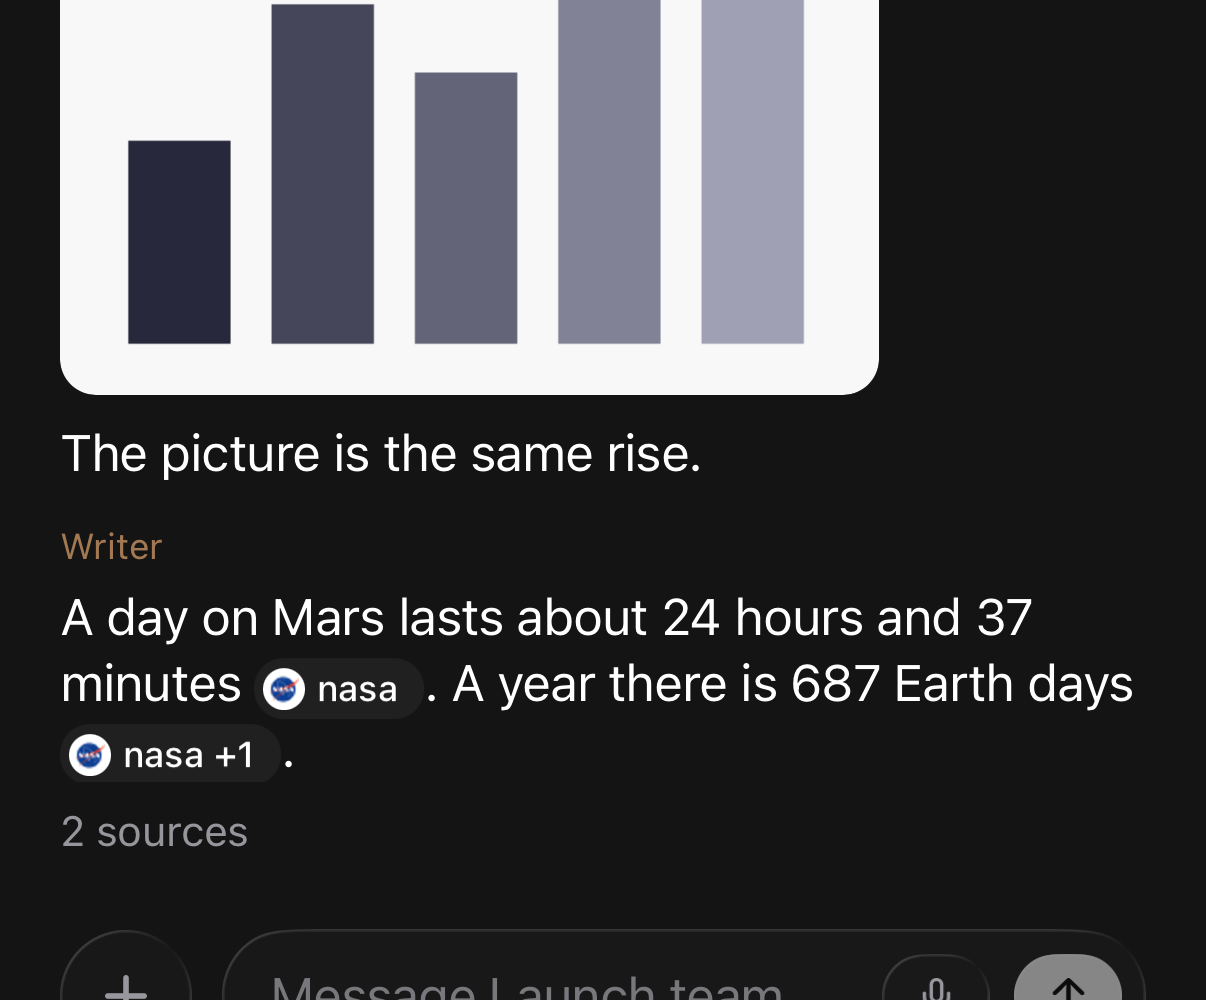 The picture is the same rise.
Writer
A day on Mars lasts about 24 hours and 37
minutes nasa . A year there is 687 Earth days
nasa +1 .
2 sources
Message Launch team